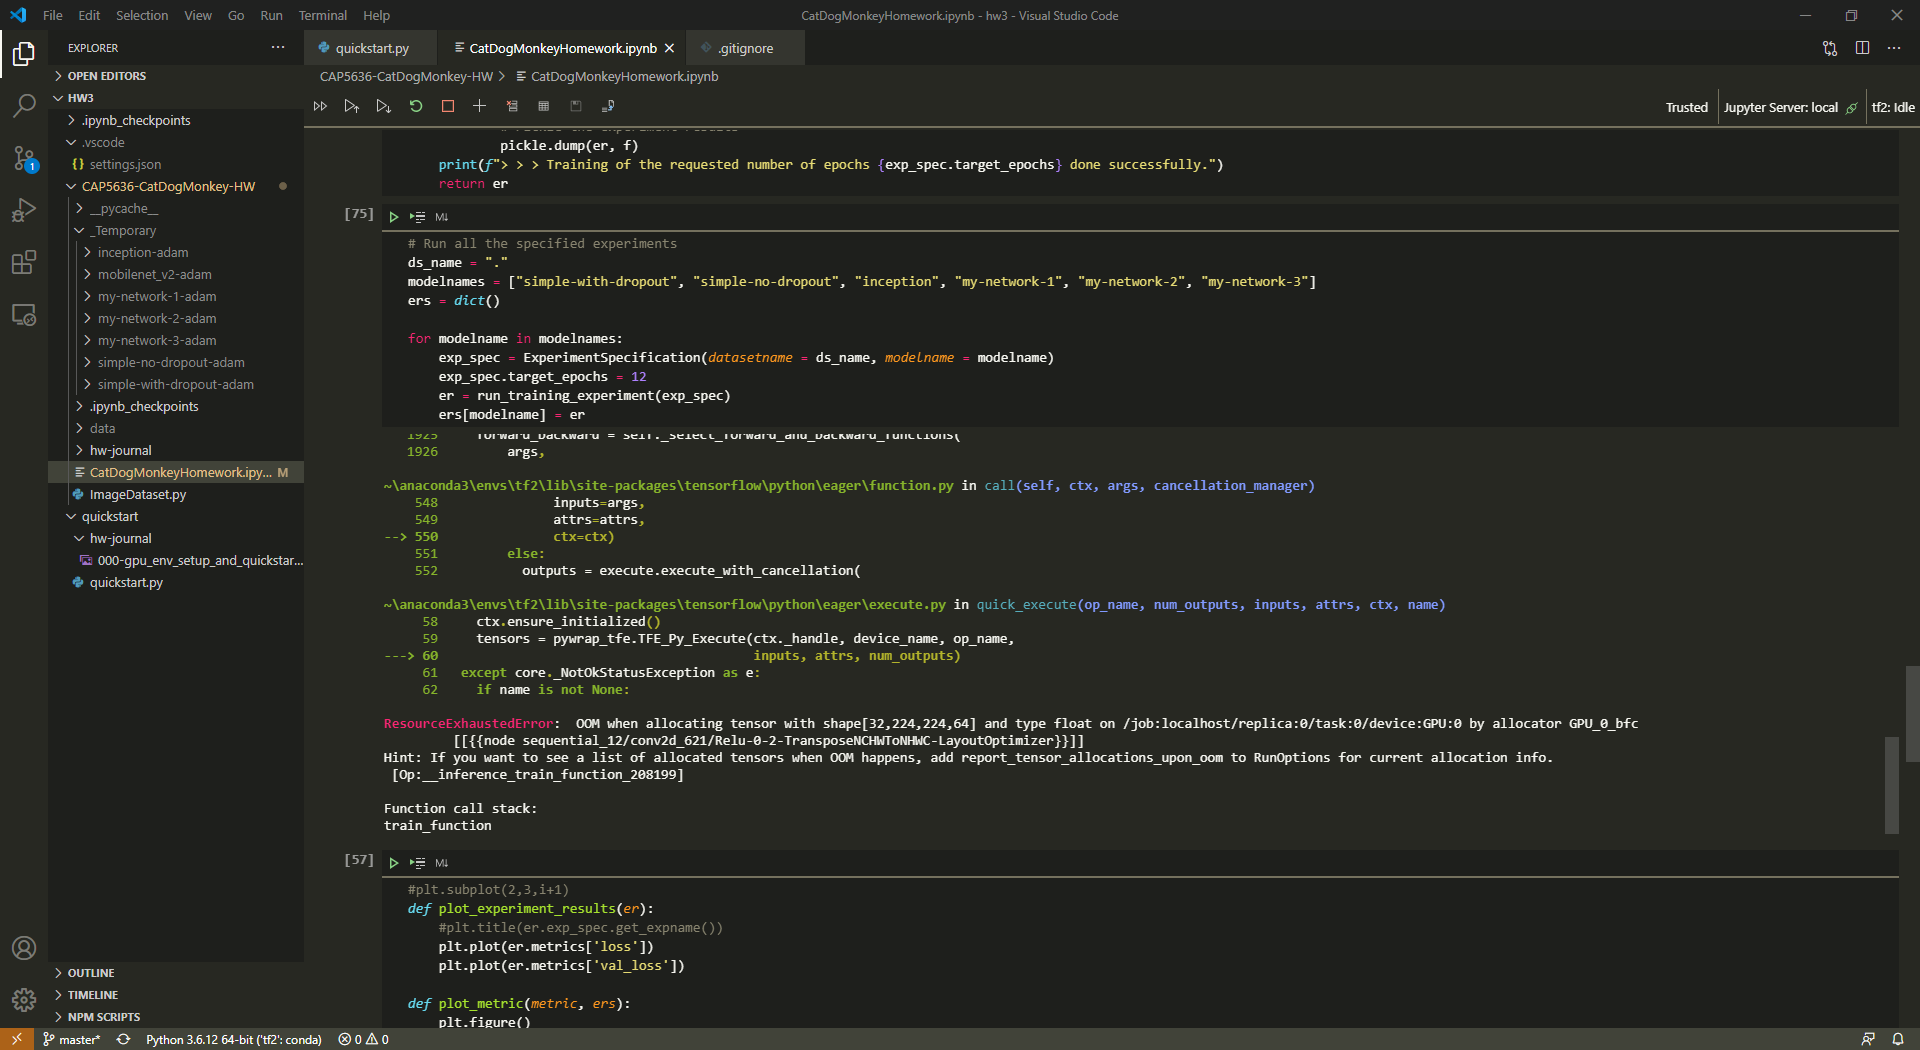 File Edit Selection View Go Run Terminal Help
CatDogMonkeyHomework.ipynb - hw3 - Visual Studio Code
EXPLORER
OPEN EDITORS
HW3
.ipynb_checkpoints
.vscode
settings.json
CAP5636-CatDogMonkey-HW
__pycache__
_Temporary
inception-adam
mobilenet_v2-adam
my-network-1-adam
my-network-2-adam
my-network-3-adam
simple-no-dropout-adam
simple-with-dropout-adam
.ipynb_checkpoints
data
hw-journal
CatDogMonkeyHomework.ipy... M
ImageDataset.py
quickstart
hw-journal
000-gpu_env_setup_and_quickstar...
quickstart.py
OUTLINE
TIMELINE
NPM SCRIPTS
1
quickstart.py
CatDogMonkeyHomework.ipynb
.gitignore
CAP5636-CatDogMonkey-HW > CatDogMonkeyHomework.ipynb
Trusted
Jupyter Server: local
tf2: Idle
# Pickle the experiment results
pickle.dump(er, f)
print(f"> > > Training of the requested number of epochs {exp_spec.target_epochs} done successfully.")
return er
[75]
M↓
# Run all the specified experiments
ds_name = "."
modelnames = ["simple-with-dropout", "simple-no-dropout", "inception", "my-network-1", "my-network-2", "my-network-3"]
ers = dict()
for modelname in modelnames:
exp_spec = ExperimentSpecification(datasetname = ds_name, modelname = modelname)
exp_spec.target_epochs = 12
er = run_training_experiment(exp_spec)
ers[modelname] = er
1925 forward_backward = self._select_forward_and_backward_functions(
1926 args,
~\anaconda3\envs\tf2\lib\site-packages\tensorflow\python\eager\function.py in call(self, ctx, args, cancellation_manager)
548 inputs=args,
549 attrs=attrs,
--> 550 ctx=ctx)
551 else:
552 outputs = execute.execute_with_cancellation(
~\anaconda3\envs\tf2\lib\site-packages\tensorflow\python\eager\execute.py in quick_execute(op_name, num_outputs, inputs, attrs, ctx, name)
58 ctx.ensure_initialized()
59 tensors = pywrap_tfe.TFE_Py_Execute(ctx._handle, device_name, op_name,
---> 60 inputs, attrs, num_outputs)
61 except core._NotOkStatusException as e:
62 if name is not None:
ResourceExhaustedError: OOM when allocating tensor with shape[32,224,224,64] and type float on /job:localhost/replica:0/task:0/device:GPU:0 by allocator GPU_0_bfc
[[{{node sequential_12/conv2d_621/Relu-0-2-TransposeNCHWToNHWC-LayoutOptimizer}}]]
Hint: If you want to see a list of allocated tensors when OOM happens, add report_tensor_allocations_upon_oom to RunOptions for current allocation info.
[Op:__inference_train_function_208199]
Function call stack:
train_function
[57]
M↓
#plt.subplot(2,3,i+1)
def plot_experiment_results(er):
#plt.title(er.exp_spec.get_expname())
plt.plot(er.metrics['loss'])
plt.plot(er.metrics['val_loss'])
def plot_metric(metric, ers):
plt.figure()
master* Python 3.6.12 64-bit ('tf2': conda) 0 0